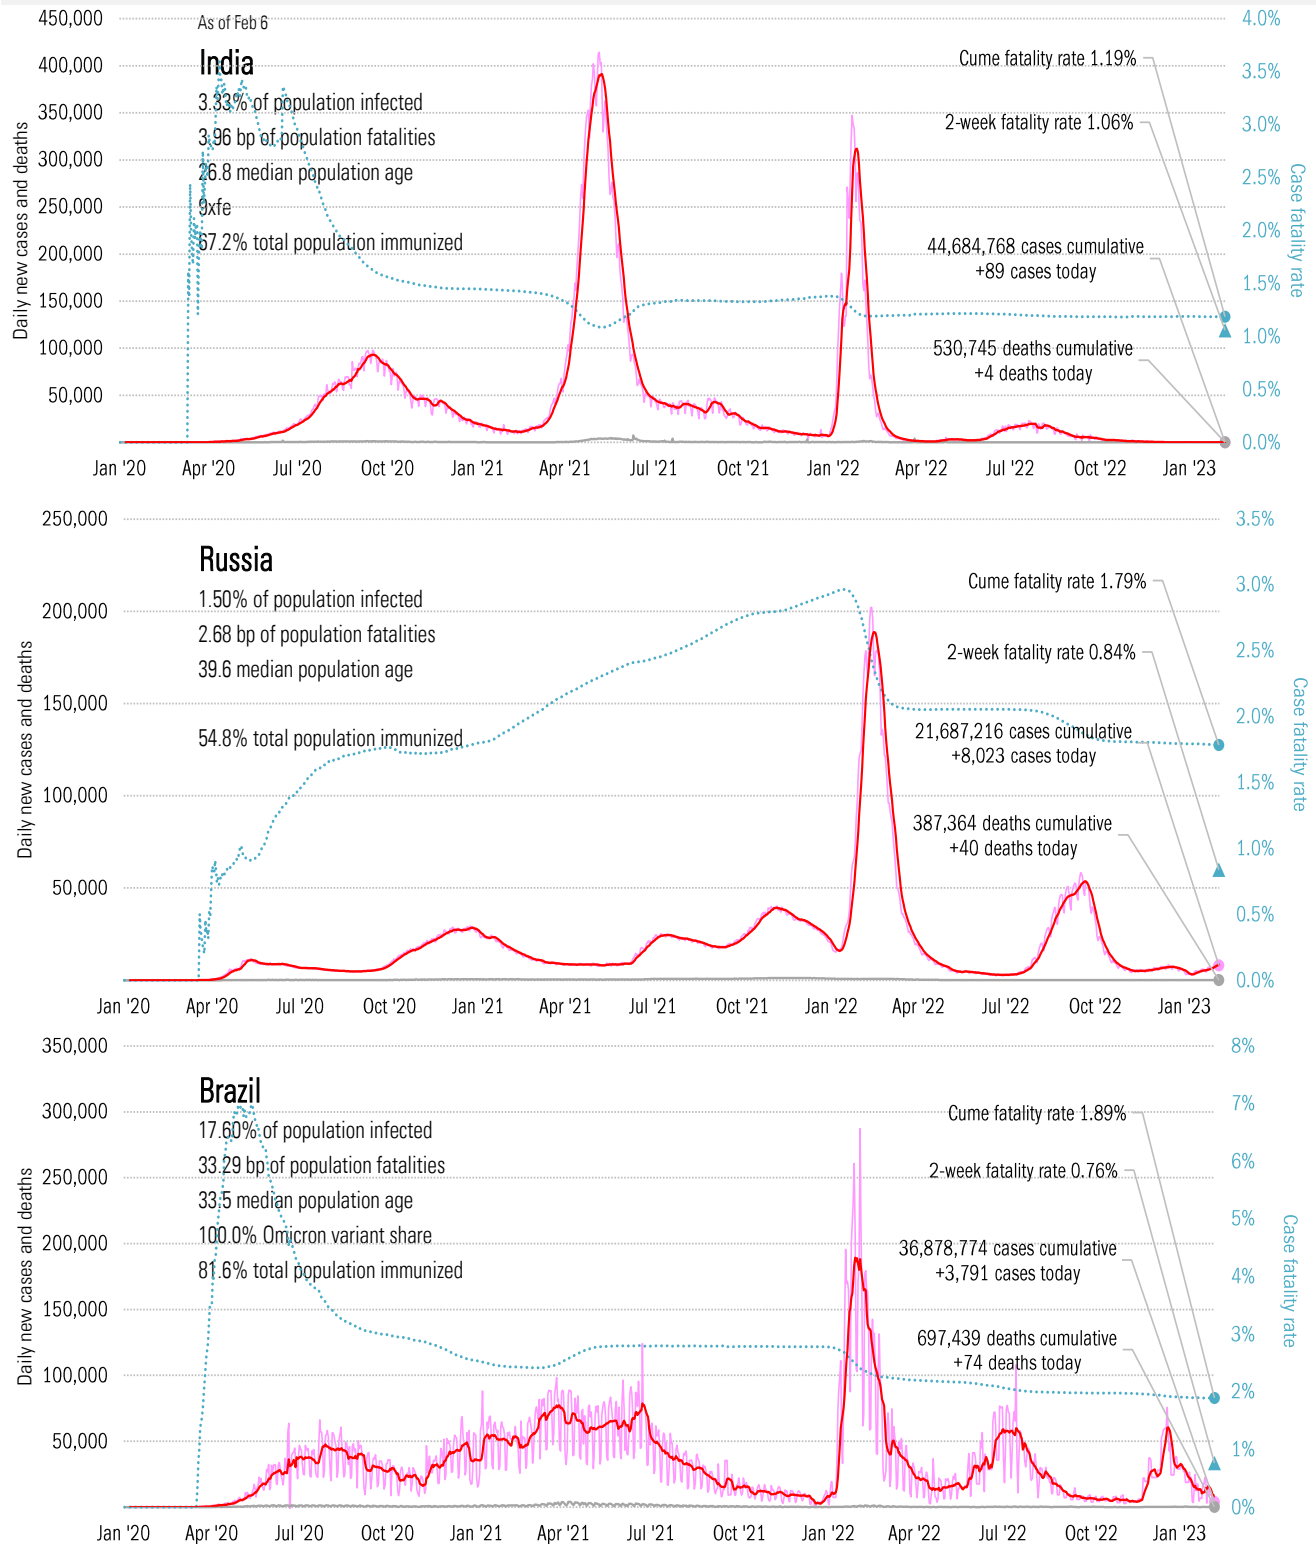 450,000
400,000
350,000
300,000
250,000
200,000
150,000
100,000
50,000
Daily new cases and deaths
As of Feb 6
India
3.33% of population infected
3.96 bp of population fatalities
26.8 median population age
0xfe
67.2% total population immunized
Cume fatality rate 1.19%
2-week fatality rate 1.06%
44,684,768 cases cumulative
+89 cases today
530,745 deaths cumulative
+4 deaths today
4.0%
3.5%
3.0%
2.5%
2.0%
1.5%
1.0%
0.5%
0.0%
Case fatality rate
Jan '20 Apr '20 Jul '20 Oct '20 Jan '21 Apr '21 Jul '21 Oct '21 Jan '22 Apr '22 Jul '22 Oct '22 Jan '23
250,000
200,000
150,000
100,000
50,000
Daily new cases and deaths
Russia
1.50% of population infected
2.68 bp of population fatalities
39.6 median population age
54.8% total population immunized
Cume fatality rate 1.79%
2-week fatality rate 0.84%
21,687,216 cases cumulative
+8,023 cases today
387,364 deaths cumulative
+40 deaths today
3.5%
3.0%
2.5%
2.0%
1.5%
1.0%
0.5%
0.0%
Case fatality rate
Jan '20 Apr '20 Jul '20 Oct '20 Jan '21 Apr '21 Jul '21 Oct '21 Jan '22 Apr '22 Jul '22 Oct '22 Jan '23
350,000
300,000
250,000
200,000
150,000
100,000
50,000
Daily new cases and deaths
Brazil
17.60% of population infected
33.29 bp of population fatalities
33.5 median population age
100.0% Omicron variant share
81.6% total population immunized
Cume fatality rate 1.89%
2-week fatality rate 0.76%
36,878,774 cases cumulative
+3,791 cases today
697,439 deaths cumulative
+74 deaths today
8%
7%
6%
5%
4%
3%
2%
1%
0%
Case fatality rate
Jan '20 Apr '20 Jul '20 Oct '20 Jan '21 Apr '21 Jul '21 Oct '21 Jan '22 Apr '22 Jul '22 Oct '22 Jan '23